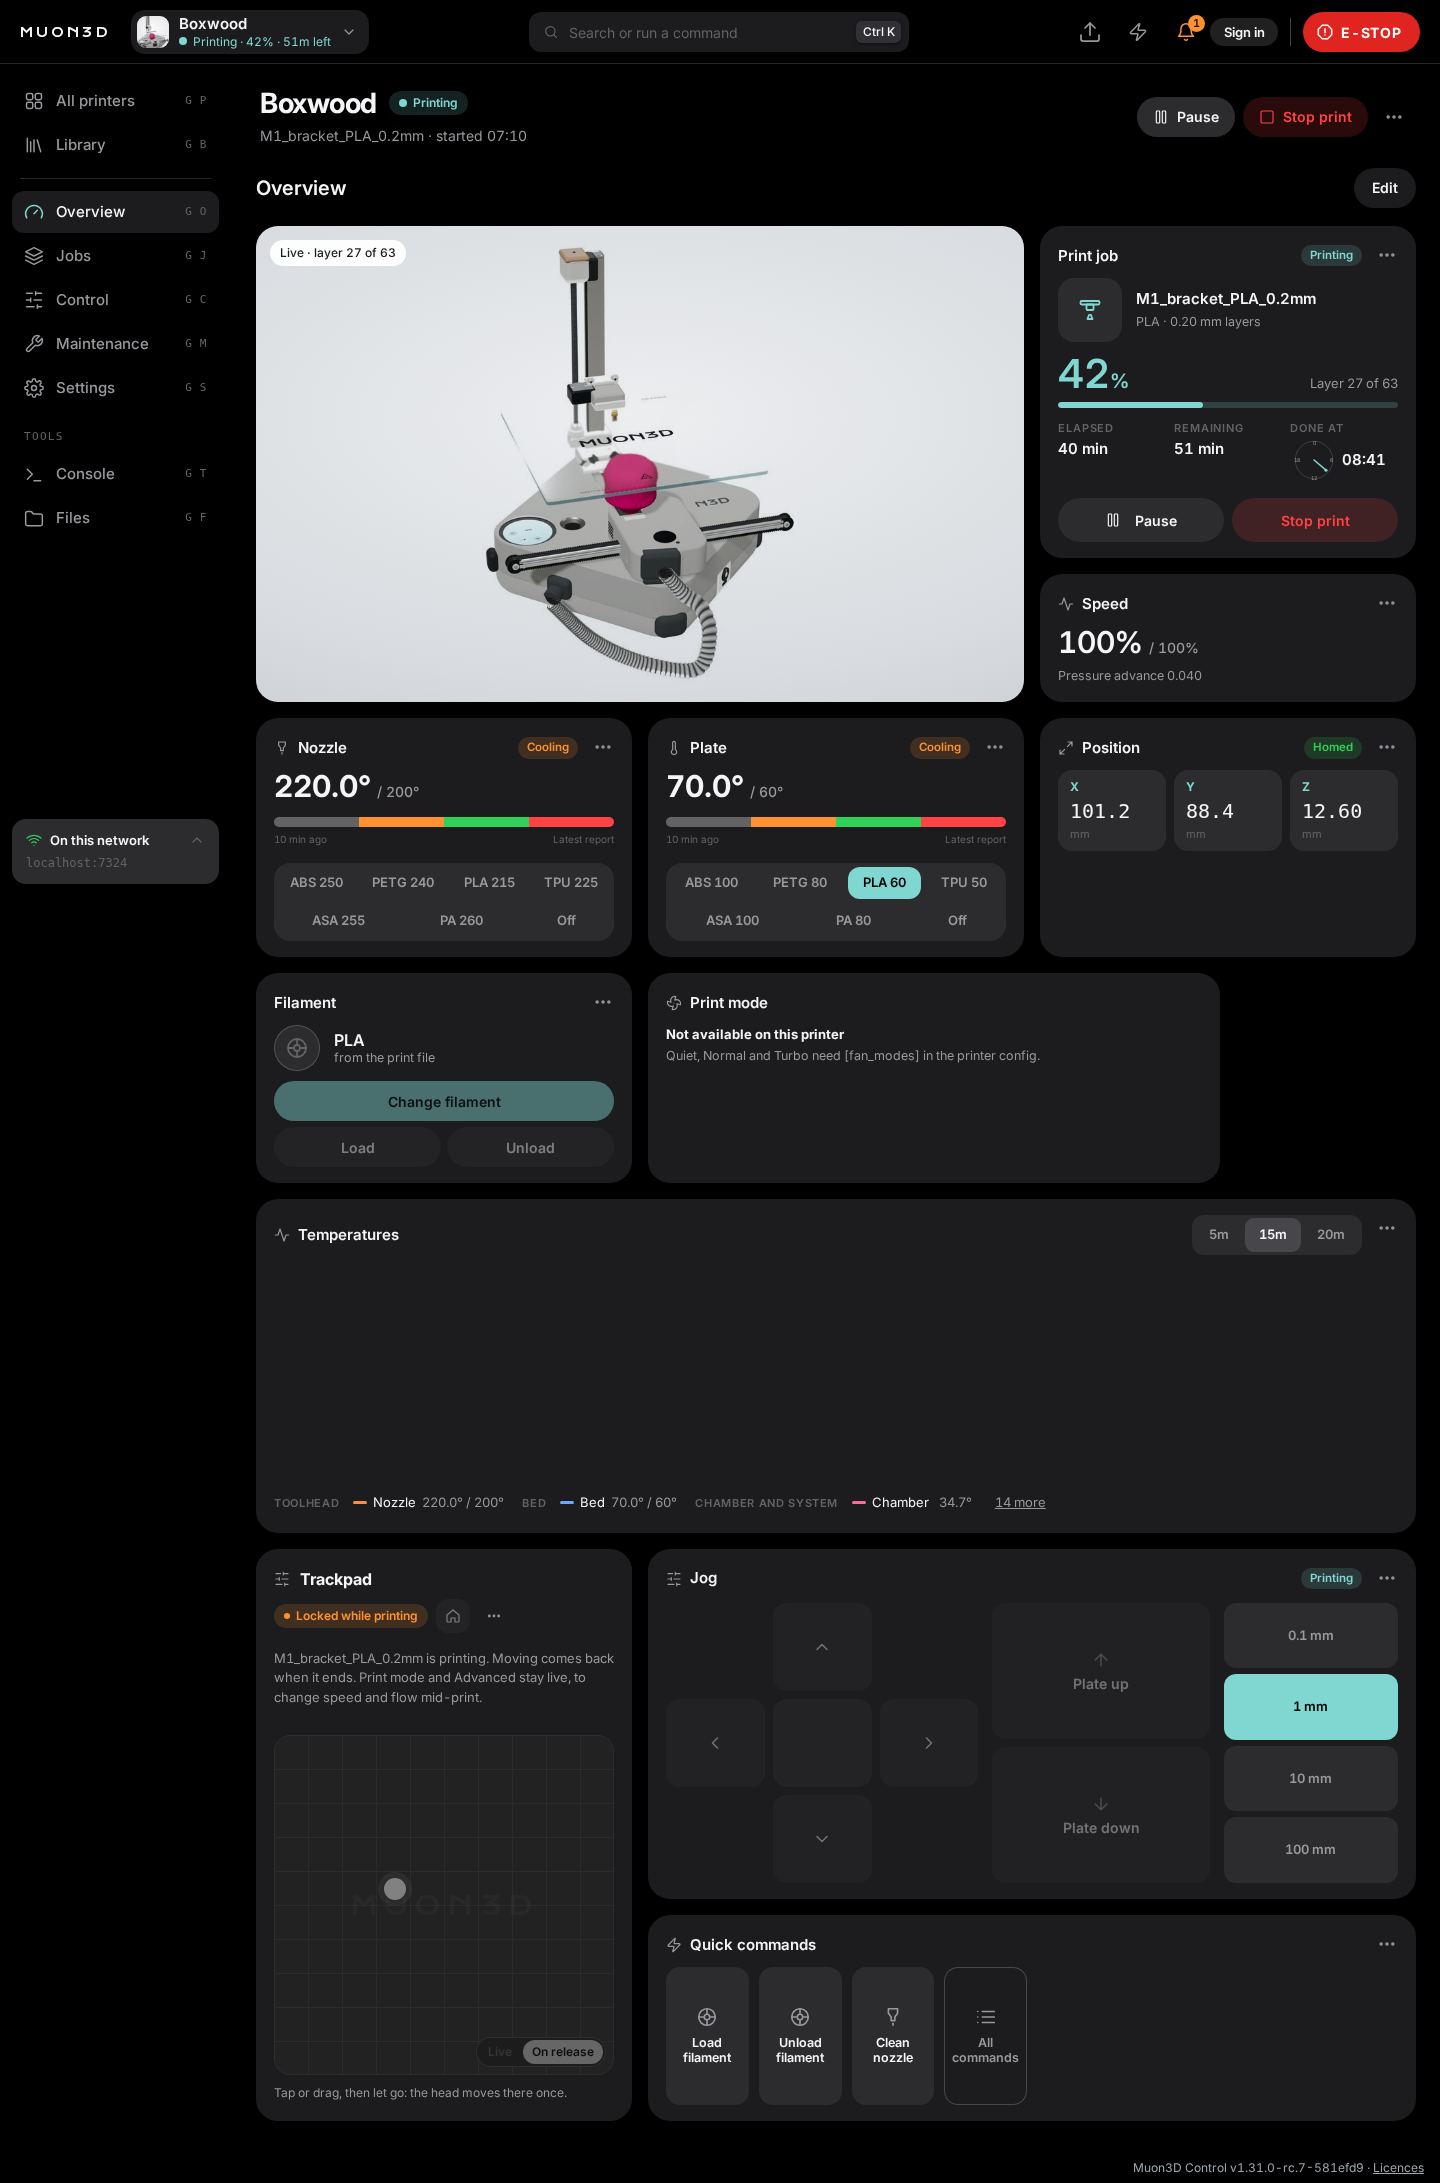 MUON3D
Boxwood
Printing · 42% · 51m left
Search or run a command
Ctrl K
1
Sign in
E-STOP
All printers
G P
Library
G B
Overview
G O
Jobs
G J
Control
G C
Maintenance
G M
Settings
G S
TOOLS
Console
G T
Files
G F
On this network
localhost:7324
Boxwood
Printing
M1_bracket_PLA_0.2mm · started 07:10
Pause
Stop print
Overview
Edit
Live · layer 27 of 63
MUON3D
N3D
Print job
Printing
M1_bracket_PLA_0.2mm
PLA · 0.20 mm layers
42%
Layer 27 of 63
ELAPSED
REMAINING
DONE AT
40 min
51 min
08:41
Pause
Stop print
Speed
100% / 100%
Pressure advance 0.040
Nozzle
Cooling
220.0° / 200°
10 min ago
Latest report
ABS 250
PETG 240
PLA 215
TPU 225
ASA 255
PA 260
Off
Plate
Cooling
70.0° / 60°
10 min ago
Latest report
ABS 100
PETG 80
PLA 60
TPU 50
ASA 100
PA 80
Off
Position
Homed
X
Y
Z
101.2
88.4
12.60
mm
mm
mm
Filament
PLA
from the print file
Change filament
Load
Unload
Print mode
Not available on this printer
Quiet, Normal and Turbo need [fan_modes] in the printer config.
Temperatures
5m
15m
20m
TOOLHEAD
Nozzle 220.0° / 200°
BED
Bed 70.0° / 60°
CHAMBER AND SYSTEM
Chamber 34.7°
14 more
Trackpad
Locked while printing
M1_bracket_PLA_0.2mm is printing. Moving comes back
when it ends. Print mode and Advanced stay live, to
change speed and flow mid-print.
MUON3D
Live
On release
Tap or drag, then let go: the head moves there once.
Jog
Printing
Plate up
Plate down
0.1 mm
1 mm
10 mm
100 mm
Quick commands
Load
filament
Unload
filament
Clean
nozzle
All
commands
Muon3D Control v1.31.0-rc.7-581efd9 · Licences